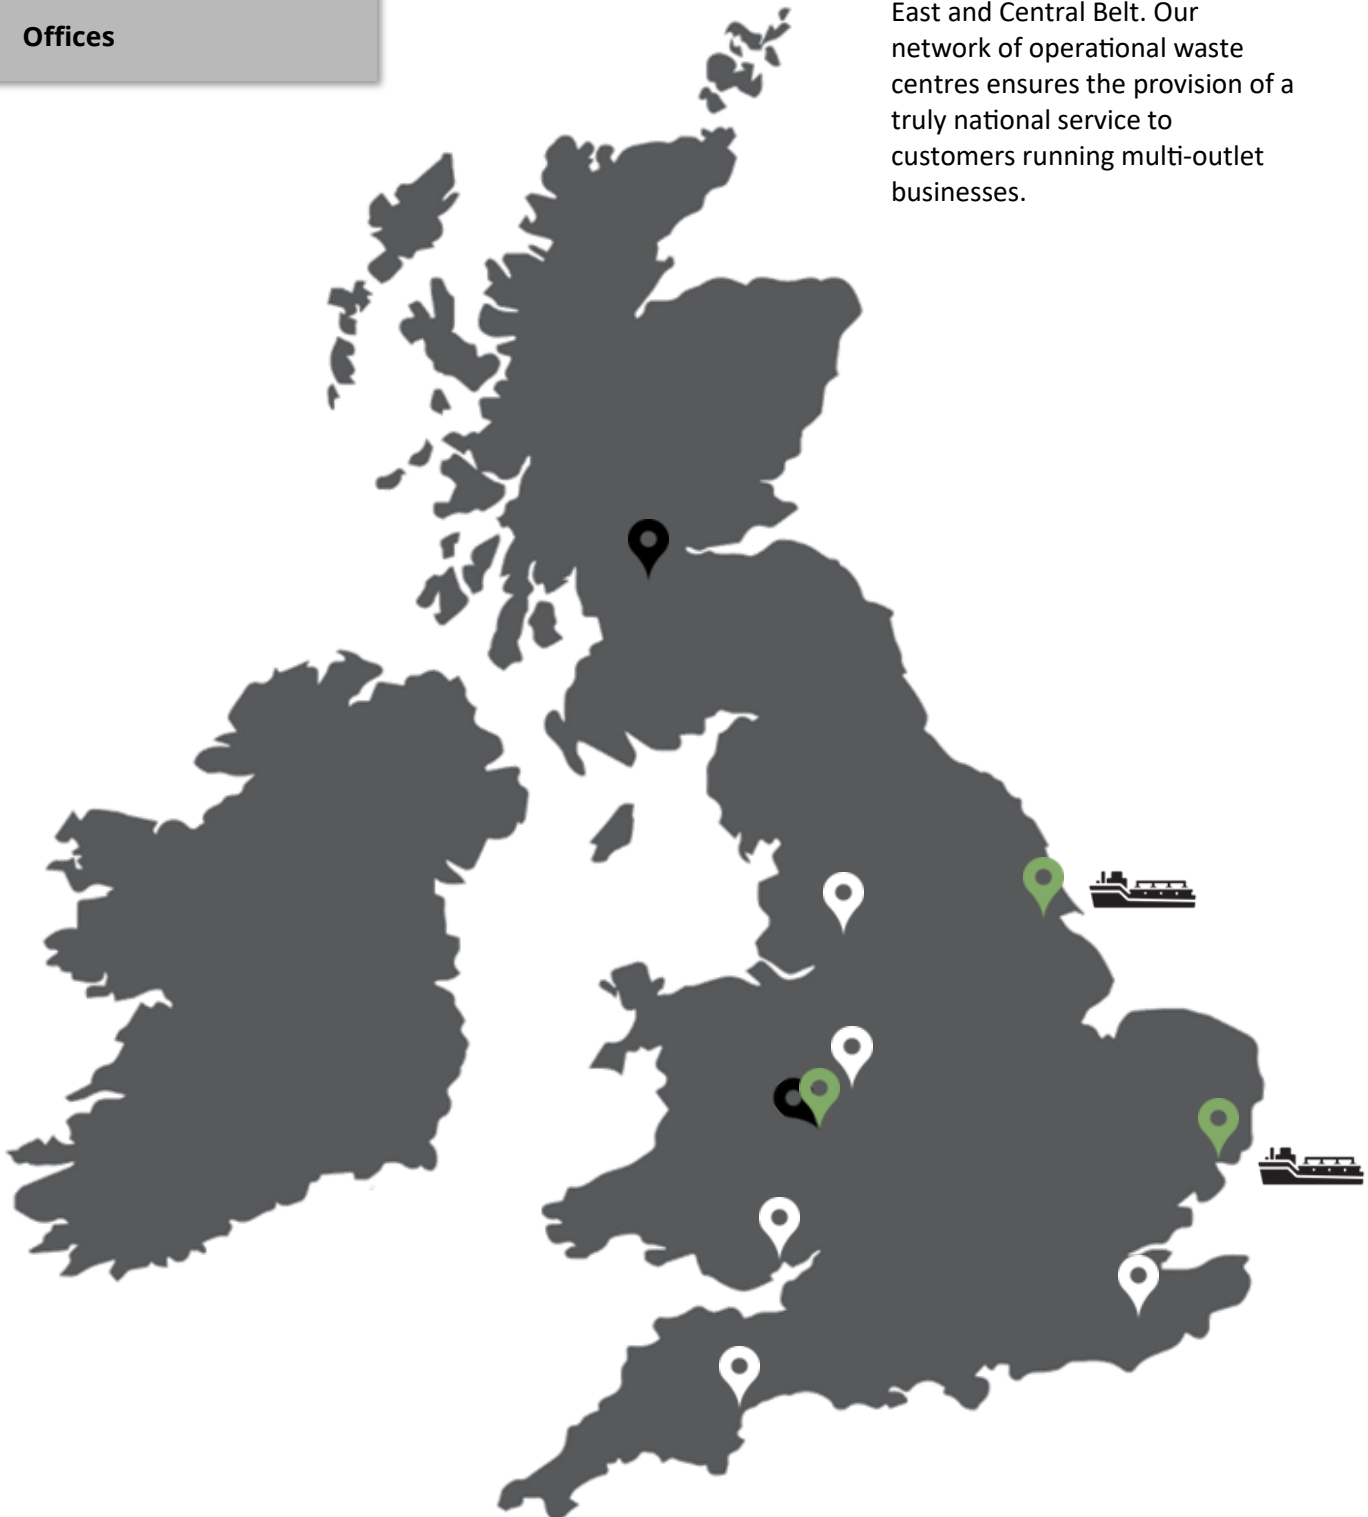 Offices
East and Central Belt. Our
network of operational waste
centres ensures the provision of a
truly national service to
customers running multi-outlet
businesses.